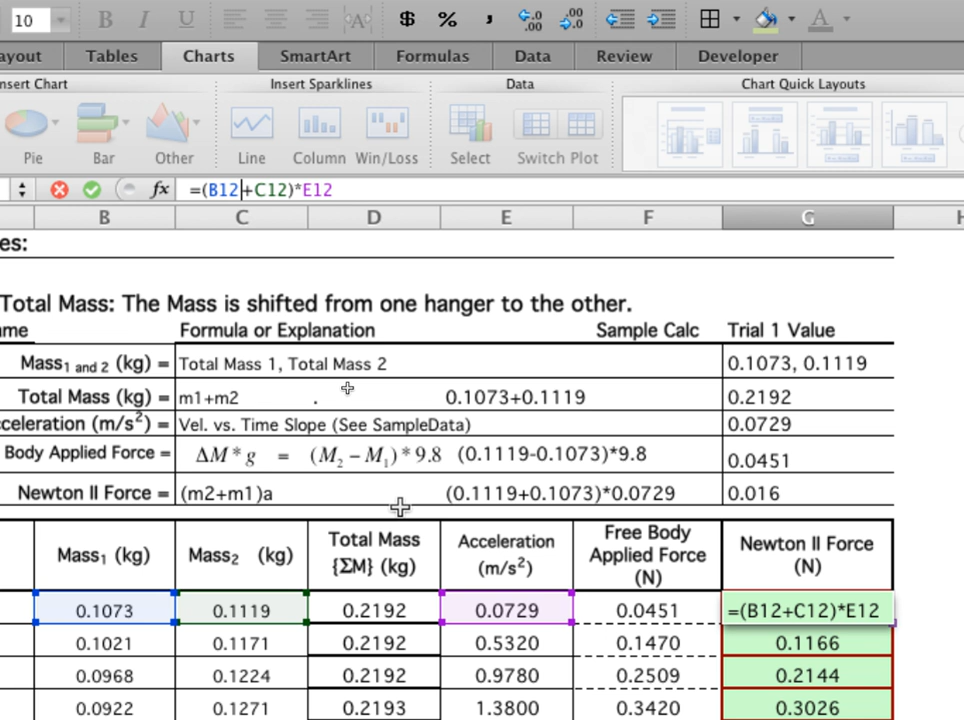 10 B I U ABC $ % , ←.0 .00 .00 →.0 A
ayout Tables Charts SmartArt Formulas Data Review Developer
nsert Chart Insert Sparklines Data Chart Quick Layouts
Pie Bar Other Line Column Win/Loss Select Switch Plot
fx =(B12+C12)*E12
B C D E F G H
es:
Total Mass: The Mass is shifted from one hanger to the other.
me Formula or Explanation Sample Calc Trial 1 Value
Mass1 and 2 (kg) = Total Mass 1, Total Mass 2 0.1073, 0.1119
Total Mass (kg) = m1+m2 . 0.1073+0.1119 0.2192
cceleration (m/s²) = Vel. vs. Time Slope (See SampleData) 0.0729
Body Applied Force = ΔM * g = (M₂ − M₁) * 9.8 (0.1119-0.1073)*9.8 0.0451
Newton II Force = (m2+m1)a (0.1119+0.1073)*0.0729 0.016
Mass₁ (kg) Mass₂ (kg) Total Mass {ΣM} (kg) Acceleration (m/s²) Free Body Applied Force (N) Newton II Force (N)
0.1073 0.1119 0.2192 0.0729 0.0451 =(B12+C12)*E12
0.1021 0.1171 0.2192 0.5320 0.1470 0.1166
0.0968 0.1224 0.2192 0.9780 0.2509 0.2144
0.0922 0.1271 0.2193 1.3800 0.3420 0.3026